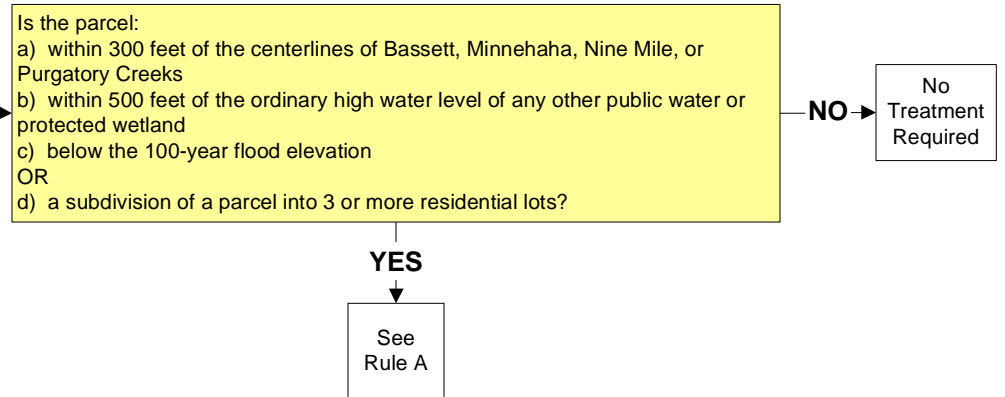 Is the parcel:
a)  within 300 feet of the centerlines of Bassett, Minnehaha, Nine Mile, or
Purgatory Creeks
b)  within 500 feet of the ordinary high water level of any other public water or
protected wetland
c)  below the 100-year flood elevation
OR
d)  a subdivision of a parcel into 3 or more residential lots?
NO
No
Treatment
Required
YES
See
Rule A